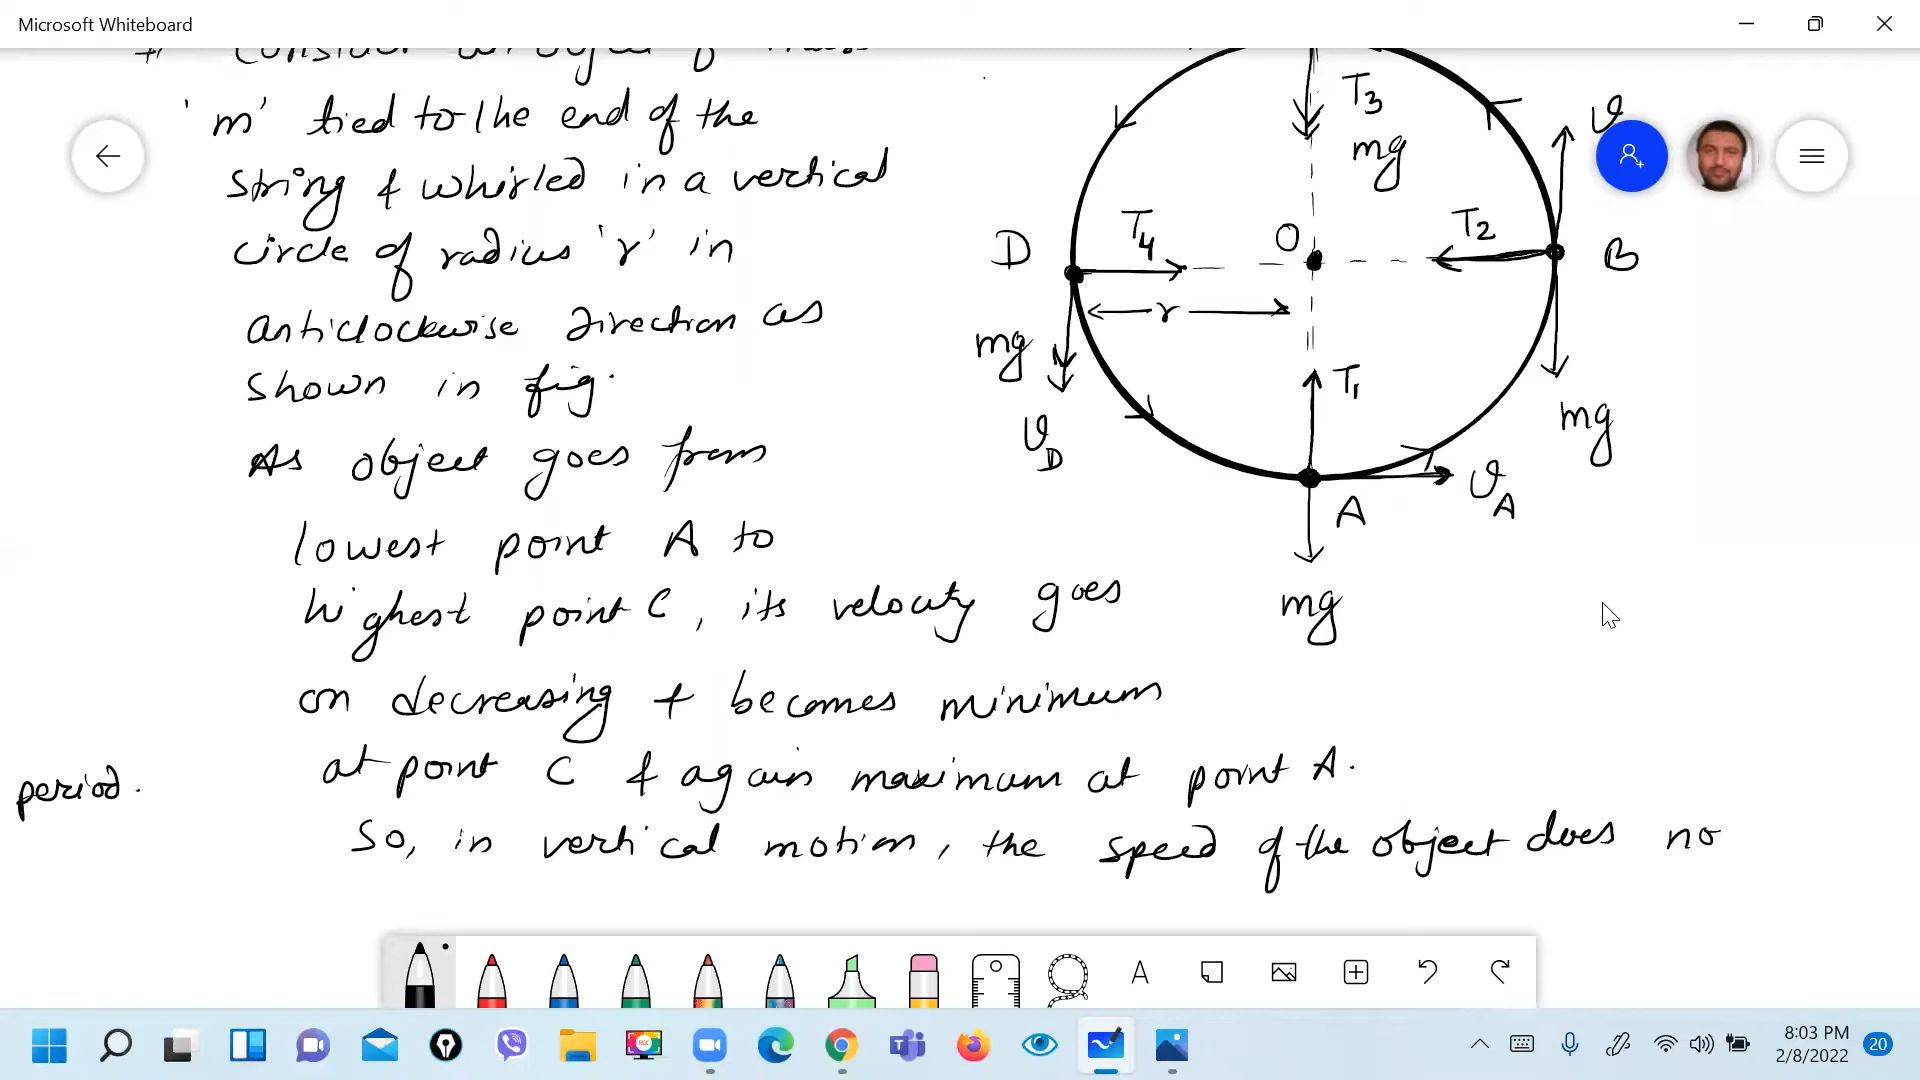 Microsoft Whiteboard
'm' tied to the end of the
string & whirled in a vertical
circle of radius 'r' in
anticlockwise direction as
shown in fig.
As object goes from
lowest point A to
highest point C, its velocity goes
on decreasing & becomes minimum
at point C & again maximum at point A.
So, in vertical motion, the speed of the object does no
period.
T3
mg
v
T4
O
T2
D
B
r
mg
T1
mg
vD
vA
A
mg
A
8:03 PM
2/8/2022
20